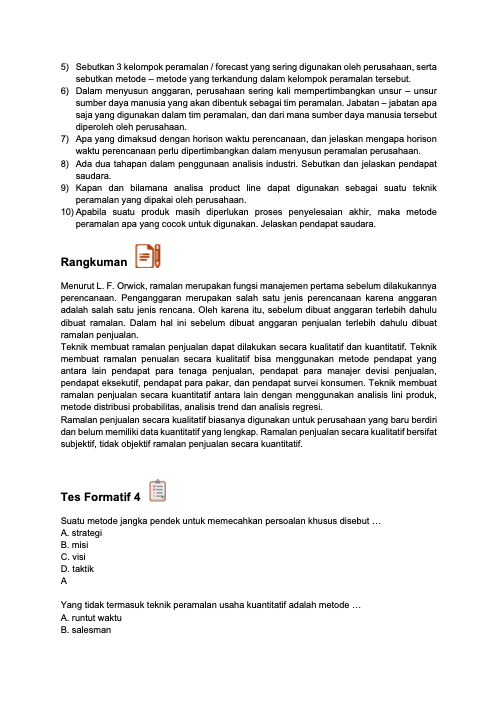 5) Sebutkan 3 kelompok peramalan / forecast yang sering digunakan oleh perusahaan, serta
sebutkan metode – metode yang terkandung dalam kelompok peramalan tersebut.
6) Dalam menyusun anggaran, perusahaan sering kali mempertimbangkan unsur – unsur
sumber daya manusia yang akan dibentuk sebagai tim peramalan. Jabatan – jabatan apa
saja yang digunakan dalam tim peramalan, dan dari mana sumber daya manusia tersebut
diperoleh oleh perusahaan.
7) Apa yang dimaksud dengan horison waktu perencanaan, dan jelaskan mengapa horison
waktu perencanaan perlu dipertimbangkan dalam menyusun peramalan perusahaan.
8) Ada dua tahapan dalam penggunaan analisis industri. Sebutkan dan jelaskan pendapat
saudara.
9) Kapan dan bilamana analisa product line dapat digunakan sebagai suatu teknik
peramalan yang dipakai oleh perusahaan.
10) Apabila suatu produk masih diperlukan proses penyelesaian akhir, maka metode
peramalan apa yang cocok untuk digunakan. Jelaskan pendapat saudara.
Rangkuman
Menurut L. F. Orwick, ramalan merupakan fungsi manajemen pertama sebelum dilakukannya
perencanaan. Penganggaran merupakan salah satu jenis perencanaan karena anggaran
adalah salah satu jenis rencana. Oleh karena itu, sebelum dibuat anggaran terlebih dahulu
dibuat ramalan. Dalam hal ini sebelum dibuat anggaran penjualan terlebih dahulu dibuat
ramalan penjualan.
Teknik membuat ramalan penjualan dapat dilakukan secara kualitatif dan kuantitatif. Teknik
membuat ramalan penualan secara kualitatif bisa menggunakan metode pendapat yang
antara lain pendapat para tenaga penjualan, pendapat para manajer devisi penjualan,
pendapat eksekutif, pendapat para pakar, dan pendapat survei konsumen. Teknik membuat
ramalan penjualan secara kuantitatif antara lain dengan menggunakan analisis lini produk,
metode distribusi probabilitas, analisis trend dan analisis regresi.
Ramalan penjualan secara kualitatif biasanya digunakan untuk perusahaan yang baru berdiri
dan belum memiliki data kuantitatif yang lengkap. Ramalan penjualan secara kualitatif bersifat
subjektif, tidak objektif ramalan penjualan secara kuantitatif.
Tes Formatif 4
Suatu metode jangka pendek untuk memecahkan persoalan khusus disebut …
A. strategi
B. misi
C. visi
D. taktik
A
Yang tidak termasuk teknik peramalan usaha kuantitatif adalah metode …
A. runtut waktu
B. salesman